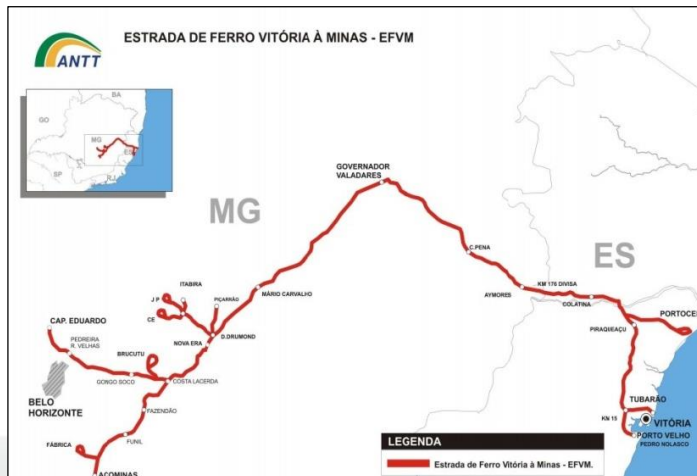 ANTT
ESTRADA DE FERRO VITÓRIA À MINAS - EFVM
BA
GO
MG
ES
SP
RJ
GOVERNADOR
VALADARES
MG
C.PENA
ES
ITABIRA
J P
PIÇARRÃO
MÁRIO CARVALHO
AYMORES
KM 176 DIVISA
COLATINA
CE
D.DRUMOND
PIRAQUEAÇU
PORTOCEL
CAP. EDUARDO
NOVA ERA
PEDREIRA
R. VELHAS
BRUCUTU
GONGO SOCO
COSTA LACERDA
BELO
HORIZONTE
FAZENDÃO
TUBARÃO
KN 15
VITÓRIA
PORTO VELHO
PEDRO NOLASCO
FUNIL
FÁBRICA
AÇOMINAS
LEGENDA
Estrada de Ferro Vitória à Minas - EFVM.